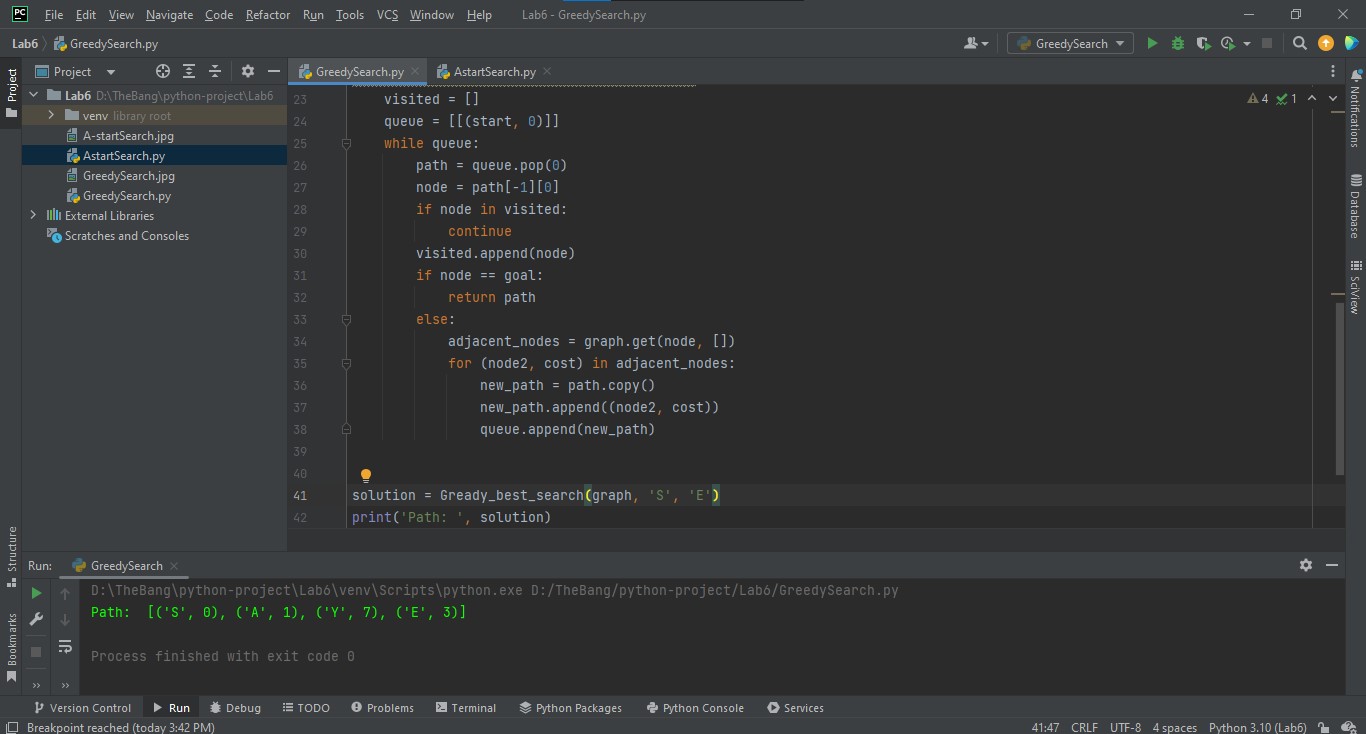 PC File Edit View Navigate Code Refactor Run Tools VCS Window Help Lab6 - GreedySearch.py
Lab6 GreedySearch.py GreedySearch
Project
Project
GreedySearch.py AstartSearch.py
Lab6 D:\TheBang\python-project\Lab6
venv library root
A-startSearch.jpg
AstartSearch.py
GreedySearch.jpg
GreedySearch.py
External Libraries
Scratches and Consoles
4 1
23 visited = []
24 queue = [[(start, 0)]]
25 while queue:
26 path = queue.pop(0)
27 node = path[-1][0]
28 if node in visited:
29 continue
30 visited.append(node)
31 if node == goal:
32 return path
33 else:
34 adjacent_nodes = graph.get(node, [])
35 for (node2, cost) in adjacent_nodes:
36 new_path = path.copy()
37 new_path.append((node2, cost))
38 queue.append(new_path)
39
40
41 solution = Gready_best_search(graph, 'S', 'E')
42 print('Path: ', solution)
Notifications
Database
SciView
Structure
Bookmarks
Run: GreedySearch
D:\TheBang\python-project\Lab6\venv\Scripts\python.exe D:/TheBang/python-project/Lab6/GreedySearch.py
Path:  [('S', 0), ('A', 1), ('Y', 7), ('E', 3)]
Process finished with exit code 0
Version Control Run Debug TODO Problems Terminal Python Packages Python Console Services
Breakpoint reached (today 3:42 PM) 41:47 CRLF UTF-8 4 spaces Python 3.10 (Lab6)